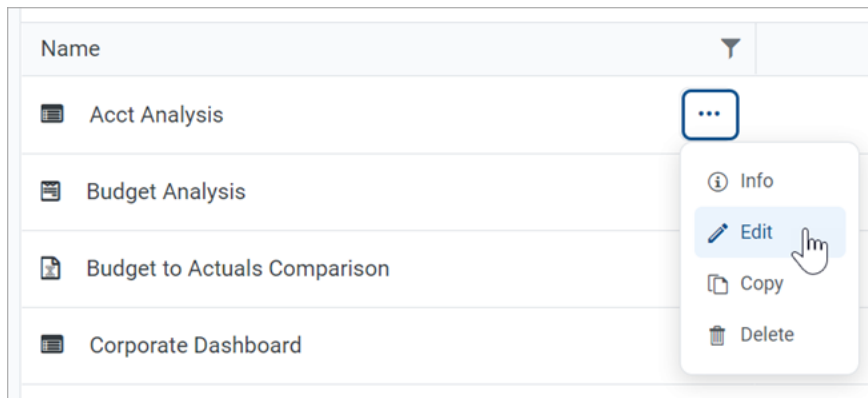 Name
Acct Analysis
Budget Analysis
Budget to Actuals Comparison
Corporate Dashboard
Info
Edit
Copy
Delete